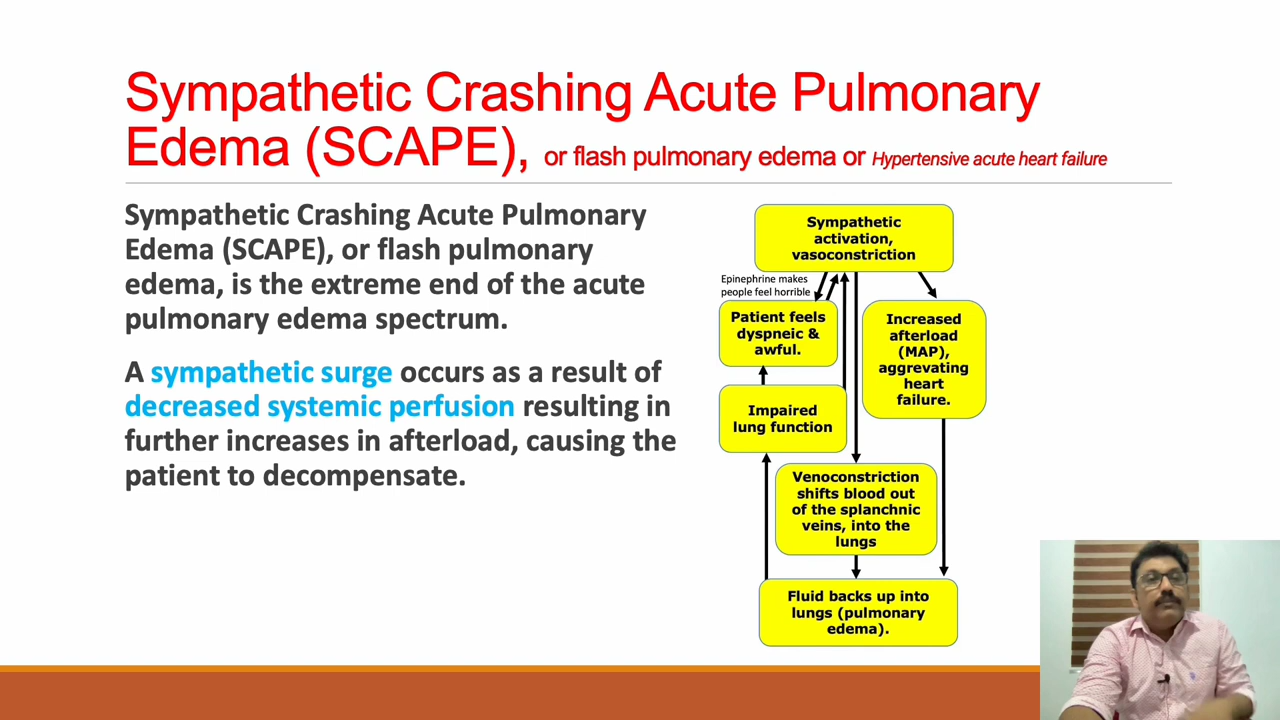 Sympathetic Crashing Acute Pulmonary
Edema (SCAPE), or flash pulmonary edema or Hypertensive acute heart failure
Sympathetic Crashing Acute Pulmonary
Edema (SCAPE), or flash pulmonary
edema, is the extreme end of the acute
pulmonary edema spectrum.
A sympathetic surge occurs as a result of
decreased systemic perfusion resulting in
further increases in afterload, causing the
patient to decompensate.
Sympathetic
activation,
vasoconstriction
Epinephrine makes
people feel horrible
Patient feels
dyspneic &
awful.
Increased
afterload
(MAP),
aggrevating
heart
failure.
Impaired
lung function
Venoconstriction
shifts blood out
of the splanchnic
veins, into the
lungs
Fluid backs up into
lungs (pulmonary
edema).